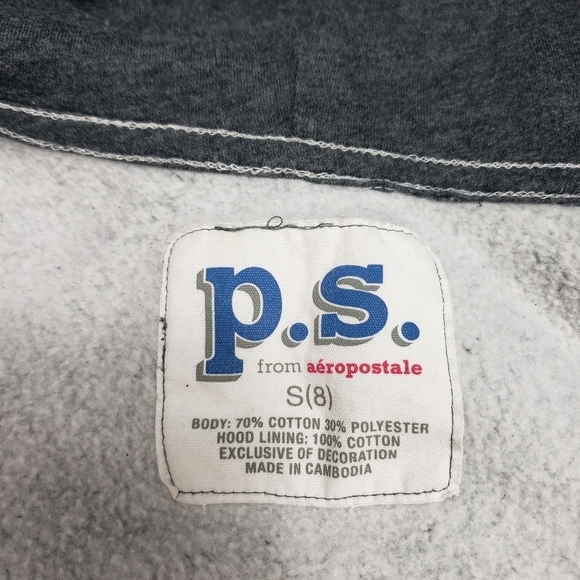 p.s.
from aéropostale
S(8)
BODY: 70% COTTON 30% POLYESTER
HOOD LINING: 100% COTTON
EXCLUSIVE OF DECORATION
MADE IN CAMBODIA